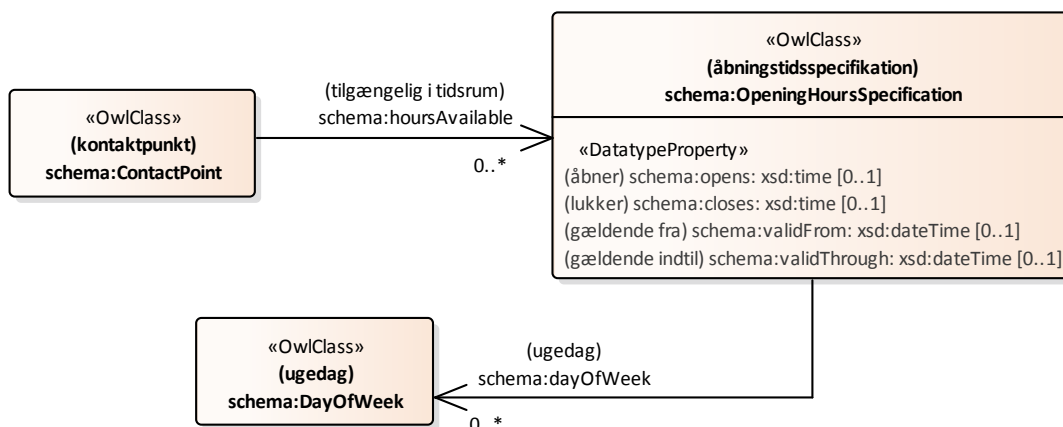 «OwlClass»
(åbningstidsspecifikation)
schema:OpeningHoursSpecification
«DatatypeProperty»
(åbner) schema:opens: xsd:time [0..1]
(lukker) schema:closes: xsd:time [0..1]
(gældende fra) schema:validFrom: xsd:dateTime [0..1]
(gældende indtil) schema:validThrough: xsd:dateTime [0..1]
(tilgængelig i tidsrum)
schema:hoursAvailable
0..*
«OwlClass»
(kontaktpunkt)
schema:ContactPoint
«OwlClass»
(ugedag)
schema:DayOfWeek
(ugedag)
schema:dayOfWeek
0..*